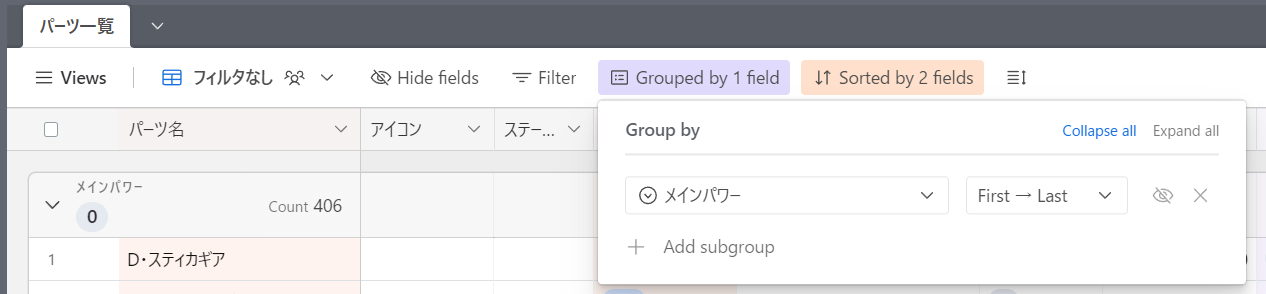 パーツ一覧
Views
フィルタなし
Hide fields
Filter
Grouped by 1 field
Sorted by 2 fields
パーツ名
アイコン
ステー...
Group by
Collapse all
Expand all
メインパワー
0
Count 406
メインパワー
First → Last
Add subgroup
1
D・スティカギア